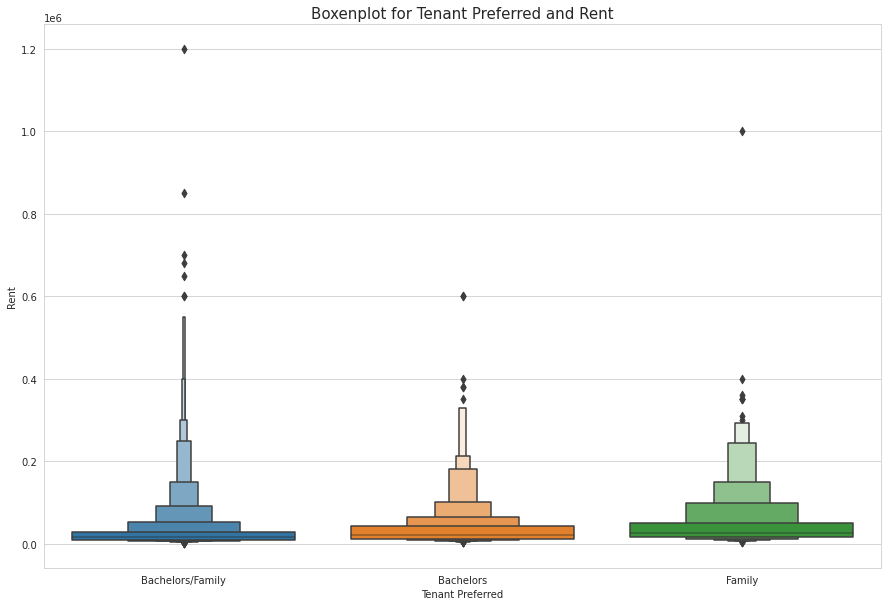 Boxenplot for Tenant Preferred and Rent
1e6
1.2
1.0
0.8
0.6
0.4
0.2
0.0
Rent
Bachelors/Family Bachelors Family
Tenant Preferred